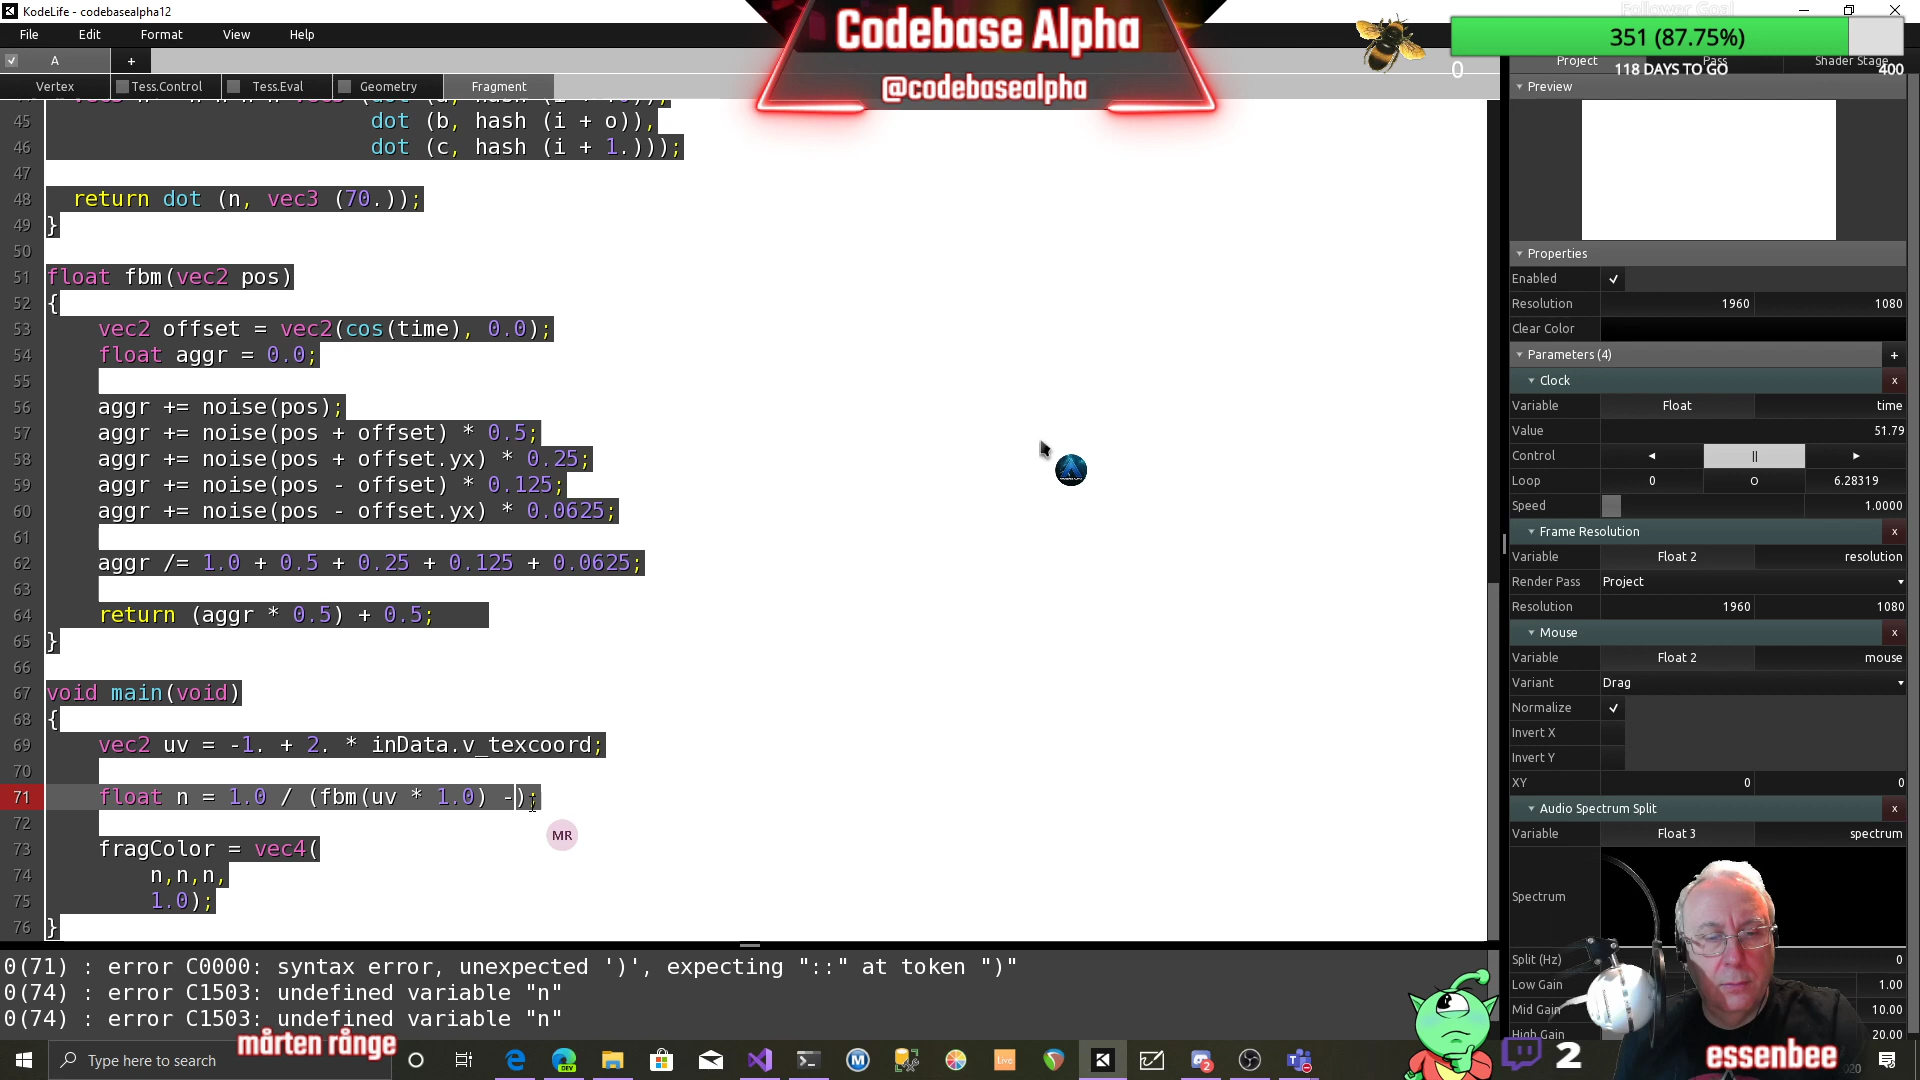 KodeLife - codebasealpha12
File Edit Format View Help
A +
Vertex Tess.Control Tess.Eval Geometry Fragment
45 dot (b, hash (i + o)),
46 dot (c, hash (i + 1.)));
47
48 return dot (n, vec3 (70.));
49 }
50
51 float fbm(vec2 pos)
52 {
53 vec2 offset = vec2(cos(time), 0.0);
54 float aggr = 0.0;
55
56 aggr += noise(pos);
57 aggr += noise(pos + offset) * 0.5;
58 aggr += noise(pos + offset.yx) * 0.25;
59 aggr += noise(pos - offset) * 0.125;
60 aggr += noise(pos - offset.yx) * 0.0625;
61
62 aggr /= 1.0 + 0.5 + 0.25 + 0.125 + 0.0625;
63
64 return (aggr * 0.5) + 0.5;
65 }
66
67 void main(void)
68 {
69 vec2 uv = -1. + 2. * inData.v_texcoord;
70
71 float n = 1.0 / (fbm(uv * 1.0) -);
72
73 fragColor = vec4(
74 n,n,n,
75 1.0);
76 }
MR
0(71) : error C0000: syntax error, unexpected ')', expecting "::" at token ")"
0(74) : error C1503: undefined variable "n"
0(74) : error C1503: undefined variable "n"
mårten rånge
Type here to search
Codebase Alpha
@codebasealpha
Follower Goal
351 (87.75%)
0
118 DAYS TO GO
400
Project Pass Shader Stage
Preview
Properties
Enabled
Resolution 1960 1080
Clear Color
Parameters (4) +
Clock x
Variable Float time
Value 51.79
Control
Loop 0 O 6.28319
Speed 1.0000
Frame Resolution x
Variable Float 2 resolution
Render Pass Project
Resolution 1960 1080
Mouse x
Variable Float 2 mouse
Variant Drag
Normalize
Invert X
Invert Y
XY 0 0
Audio Spectrum Split x
Variable Float 3 spectrum
Spectrum
Split (Hz) 0
Low Gain 1.00
Mid Gain 10.00
High Gain 20.00
2
essenbee